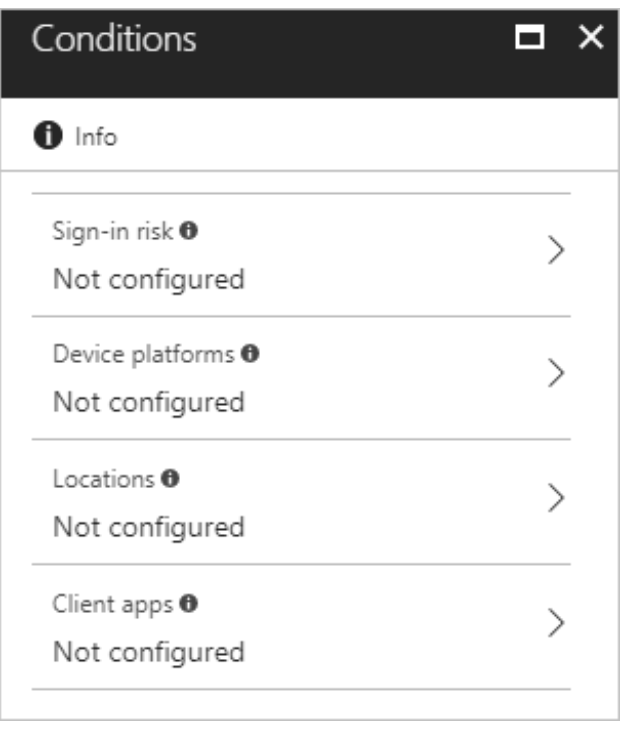 Conditions
Info
Sign-in risk
Not configured
Device platforms
Not configured
Locations
Not configured
Client apps
Not configured